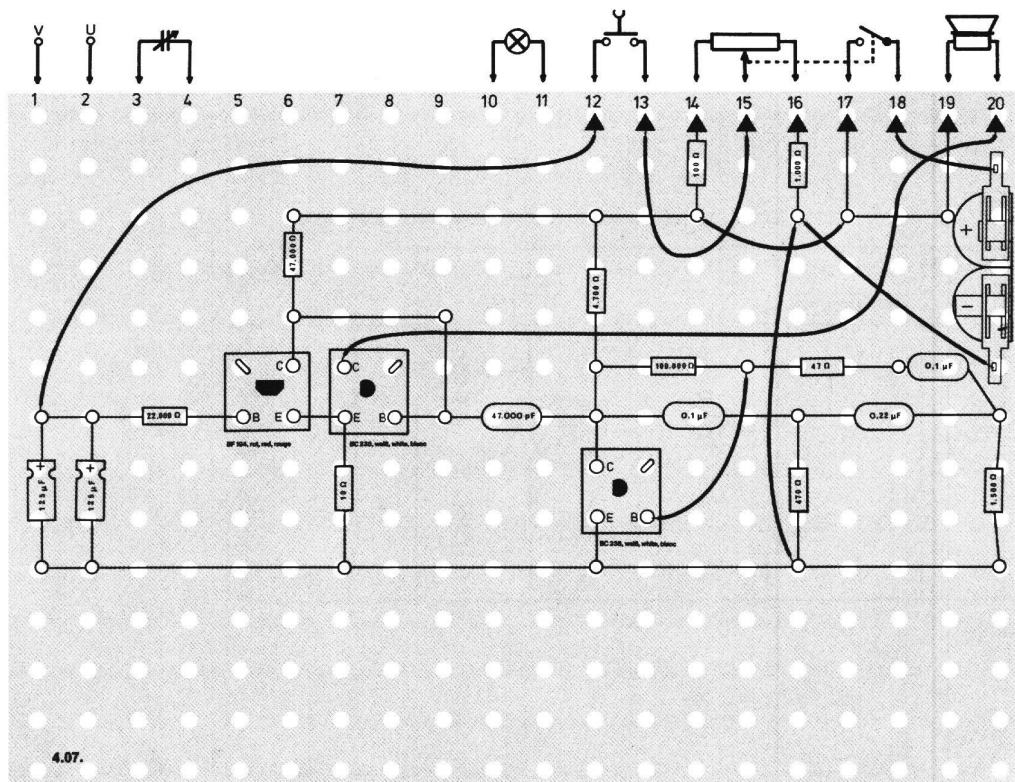 V U
1 2 3 4 5 6 7 8 9 10 11 12 13 14 15 16 17 18 19 20
100 Ω 1.000 Ω
47.000 Ω 4.700 Ω +
−
C C 100.000 Ω 47 Ω 0,1 µF
22.000 Ω B E E B 47.000 pF 0,1 µF 0,22 µF
BF 194, rot, red, rouge BC 238, weiß, white, blanc
+ + C
125 µF 125 µF 10 Ω 470 Ω 1.500 Ω
E B
BC 238, weiß, white, blanc
4.07.